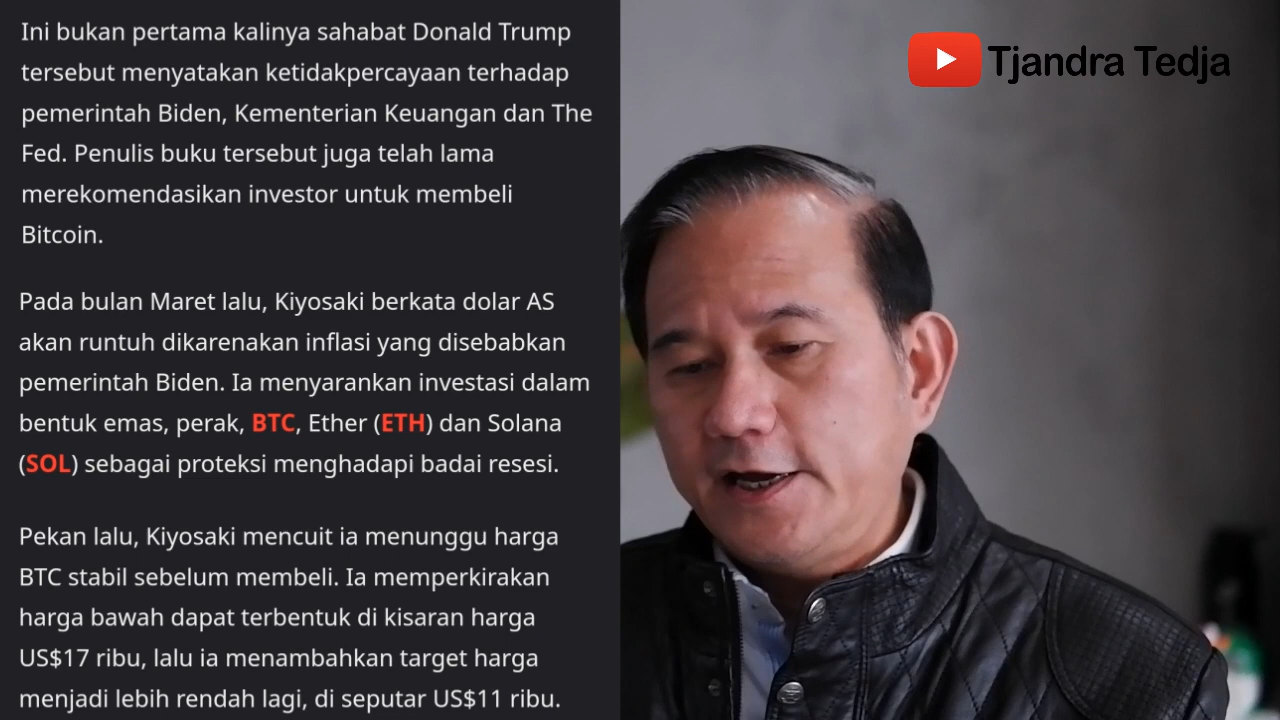 Ini bukan pertama kalinya sahabat Donald Trump
tersebut menyatakan ketidakpercayaan terhadap
pemerintah Biden, Kementerian Keuangan dan The
Fed. Penulis buku tersebut juga telah lama
merekomendasikan investor untuk membeli
Bitcoin.
Pada bulan Maret lalu, Kiyosaki berkata dolar AS
akan runtuh dikarenakan inflasi yang disebabkan
pemerintah Biden. Ia menyarankan investasi dalam
bentuk emas, perak, BTC, Ether (ETH) dan Solana
(SOL) sebagai proteksi menghadapi badai resesi.
Pekan lalu, Kiyosaki mencuit ia menunggu harga
BTC stabil sebelum membeli. Ia memperkirakan
harga bawah dapat terbentuk di kisaran harga
US$17 ribu, lalu ia menambahkan target harga
menjadi lebih rendah lagi, di seputar US$11 ribu.
Tjandra Tedja